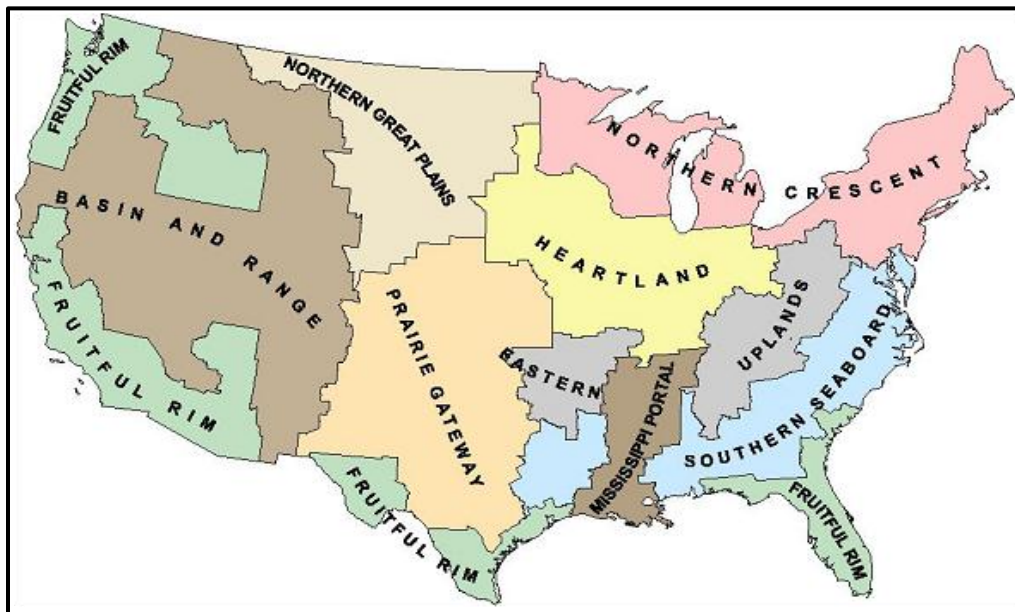 FRUITFUL RIM
NORTHERN GREAT PLAINS
NORTHERN CRESCENT
BASIN AND RANGE
HEARTLAND
FRUITFUL RIM
PRAIRIE GATEWAY
EASTERN
UPLANDS
MISSISSIPPI PORTAL
SOUTHERN SEABOARD
FRUITFUL RIM
FRUITFUL RIM